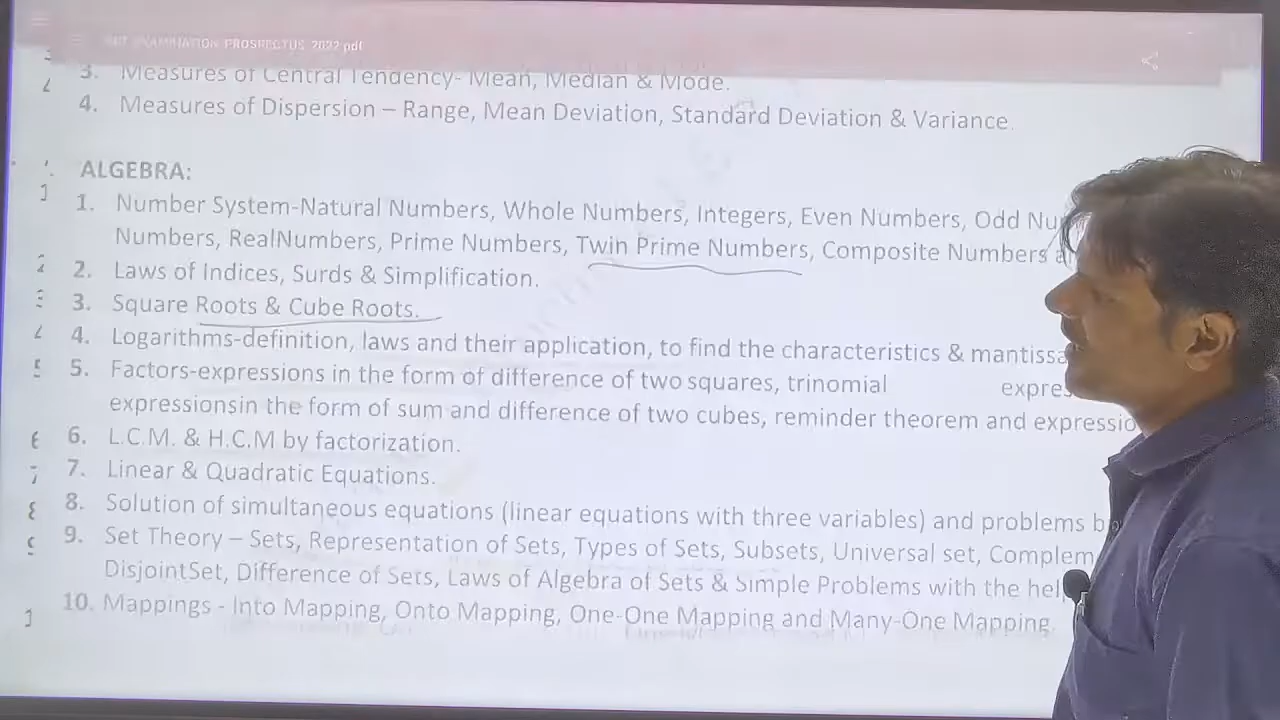 EXAMINATION PROSPECTUS 2022.pdf
3. Measures of Central Tendency- Mean, Median & Mode.
4. Measures of Dispersion – Range, Mean Deviation, Standard Deviation & Variance.
ALGEBRA:
1. Number System-Natural Numbers, Whole Numbers, Integers, Even Numbers, Odd
Numbers, RealNumbers, Prime Numbers, Twin Prime Numbers, Composite Numbers
2. Laws of Indices, Surds & Simplification.
3. Square Roots & Cube Roots.
4. Logarithms-definition, laws and their application, to find the characteristics & mantissa
5. Factors-expressions in the form of difference of two squares, trinomial
expressionsin the form of sum and difference of two cubes, reminder theorem and
6. L.C.M. & H.C.M by factorization.
7. Linear & Quadratic Equations.
8. Solution of simultaneous equations (linear equations with three variables) and problems
9. Set Theory – Sets, Representation of Sets, Types of Sets, Subsets, Universal set,
DisjointSet, Difference of Sets, Laws of Algebra of Sets & Simple Problems with the
10. Mappings - Into Mapping, Onto Mapping, One-One Mapping and Many-One Mapping.